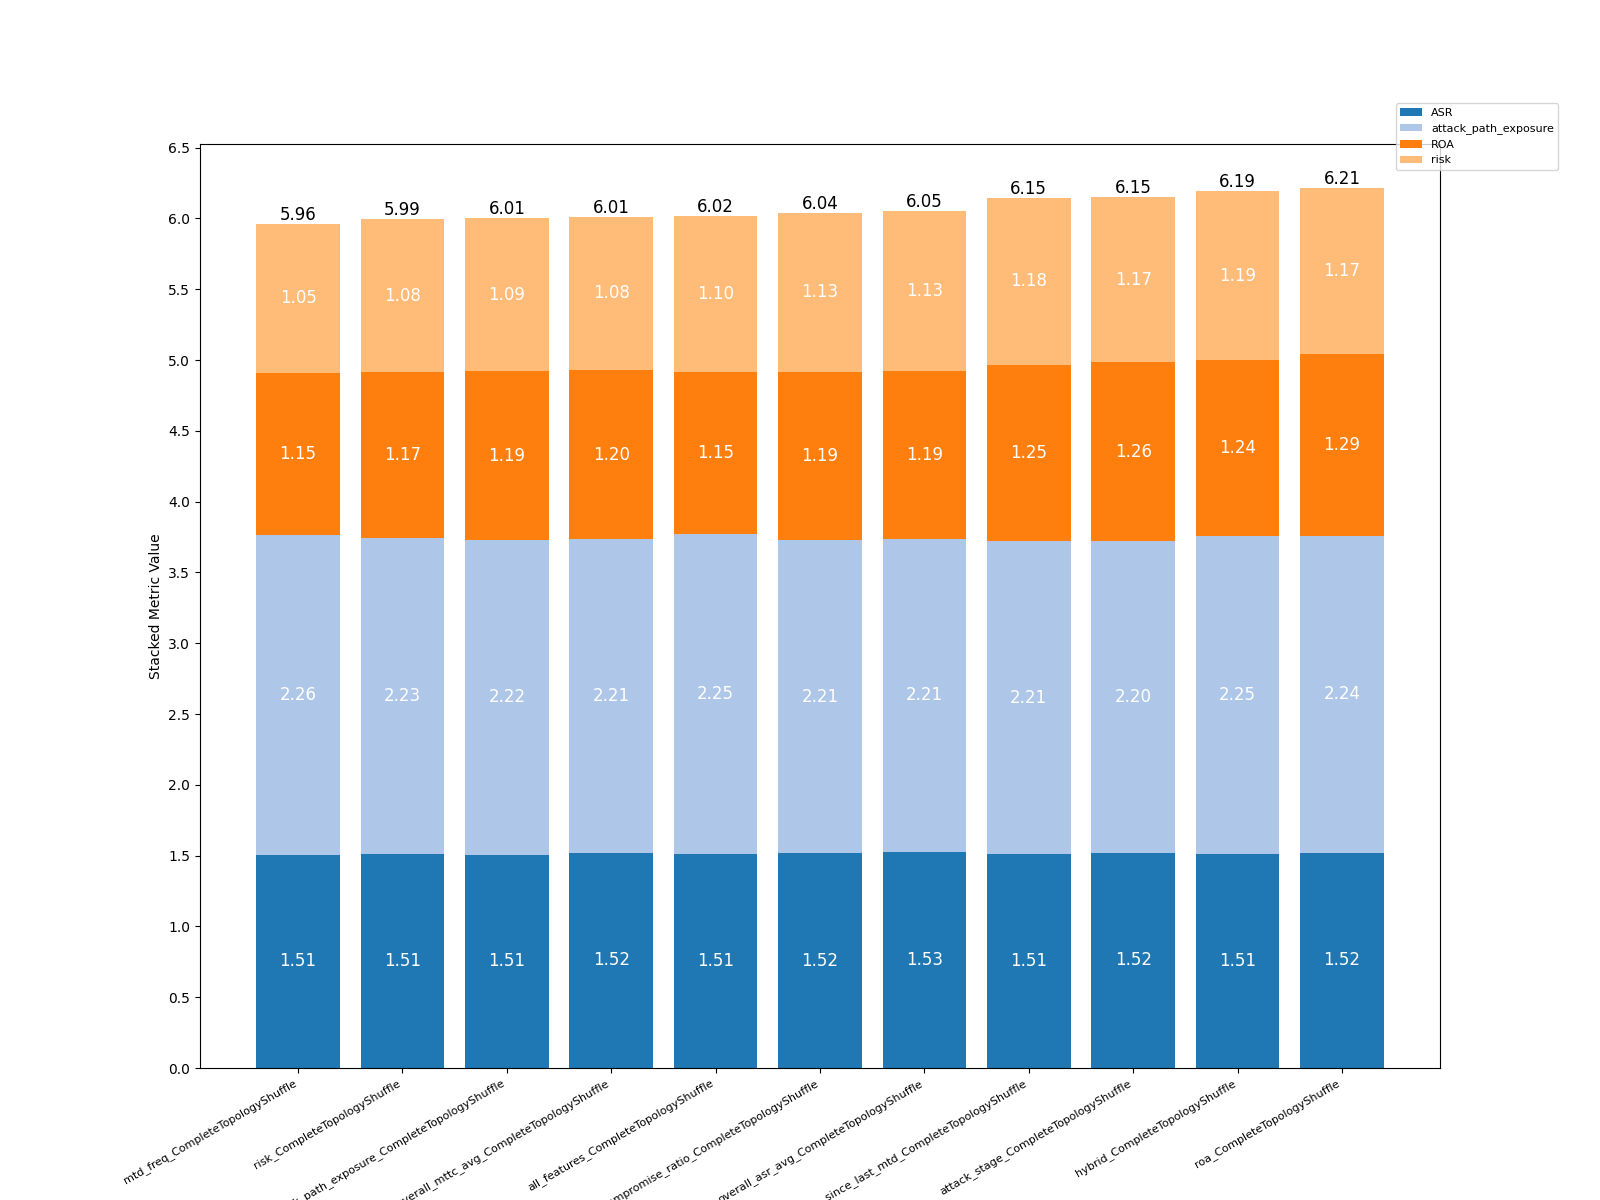 ASR
attack_path_exposure
ROA
risk
6.5
6.0
5.5
5.0
4.5
4.0
3.5
3.0
2.5
2.0
1.5
1.0
0.5
0.0
Stacked Metric Value
5.96 5.99 6.01 6.01 6.02 6.04 6.05 6.15 6.15 6.19 6.21
1.05 1.08 1.09 1.08 1.10 1.13 1.13 1.18 1.17 1.19 1.17
1.15 1.17 1.19 1.20 1.15 1.19 1.19 1.25 1.26 1.24 1.29
2.26 2.23 2.22 2.21 2.25 2.21 2.21 2.21 2.20 2.25 2.24
1.51 1.51 1.51 1.52 1.51 1.52 1.53 1.51 1.52 1.51 1.52
mtd_freq_CompleteTopologyShuffle
risk_CompleteTopologyShuffle
_path_exposure_CompleteTopologyShuffle
verall_mttc_avg_CompleteTopologyShuffle
all_features_CompleteTopologyShuffle
mpromise_ratio_CompleteTopologyShuffle
overall_asr_avg_CompleteTopologyShuffle
since_last_mtd_CompleteTopologyShuffle
attack_stage_CompleteTopologyShuffle
hybrid_CompleteTopologyShuffle
roa_CompleteTopologyShuffle